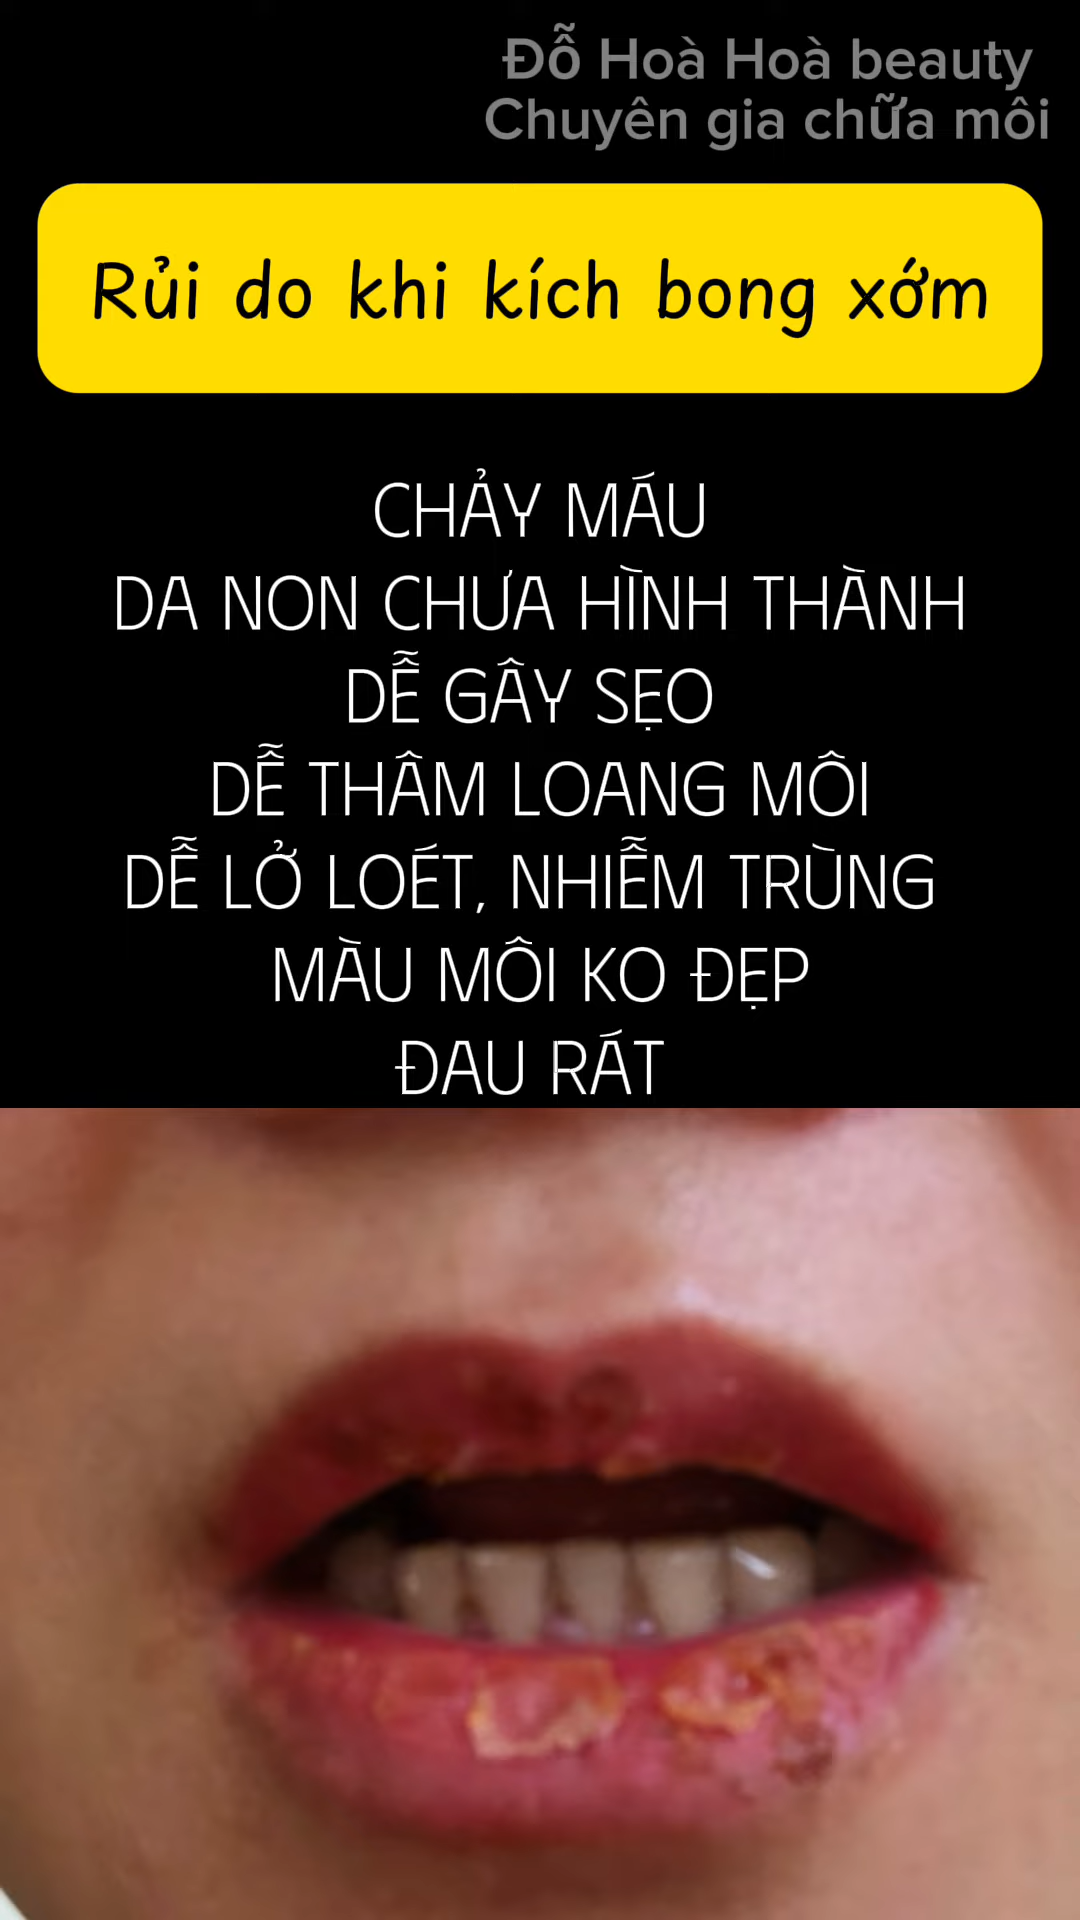 Đỗ Hoà Hoà beauty
Chuyên gia chữa môi
Rủi do khi kích bong xớm
CHẢY MÁU
DA NON CHƯA HÌNH THÀNH
DỄ GÂY SẸO
DỄ THÂM LOANG MÔI
DỄ LỞ LOÉT, NHIỄM TRÙNG
MÀU MÔI KO ĐẸP
ĐAU RÁT